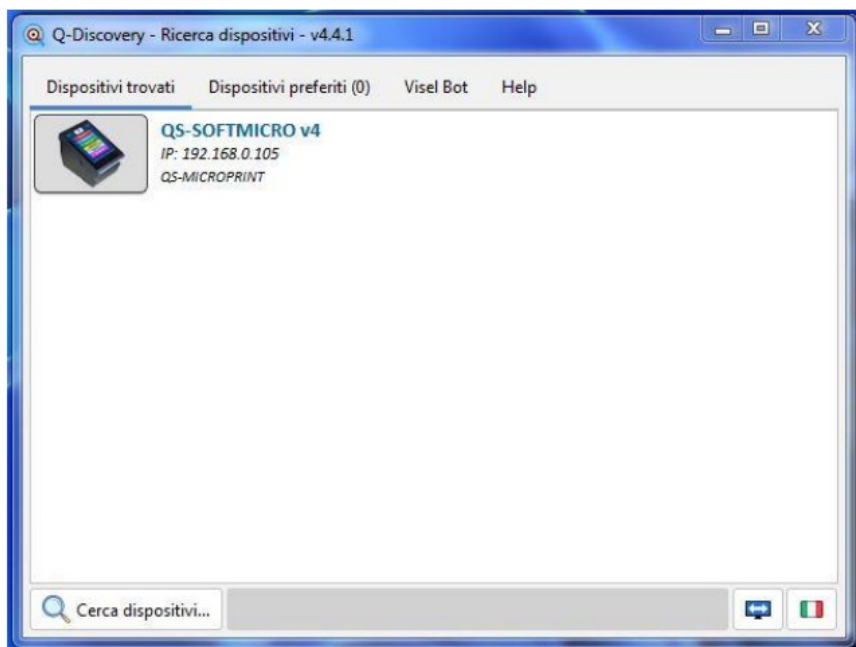 Q-Discovery - Ricerca dispositivi - v4.4.1
Dispositivi trovati Dispositivi preferiti (0) Visel Bot Help
QS-SOFTMICRO v4
IP: 192.168.0.105
QS-MICROPRINT
Cerca dispositivi...